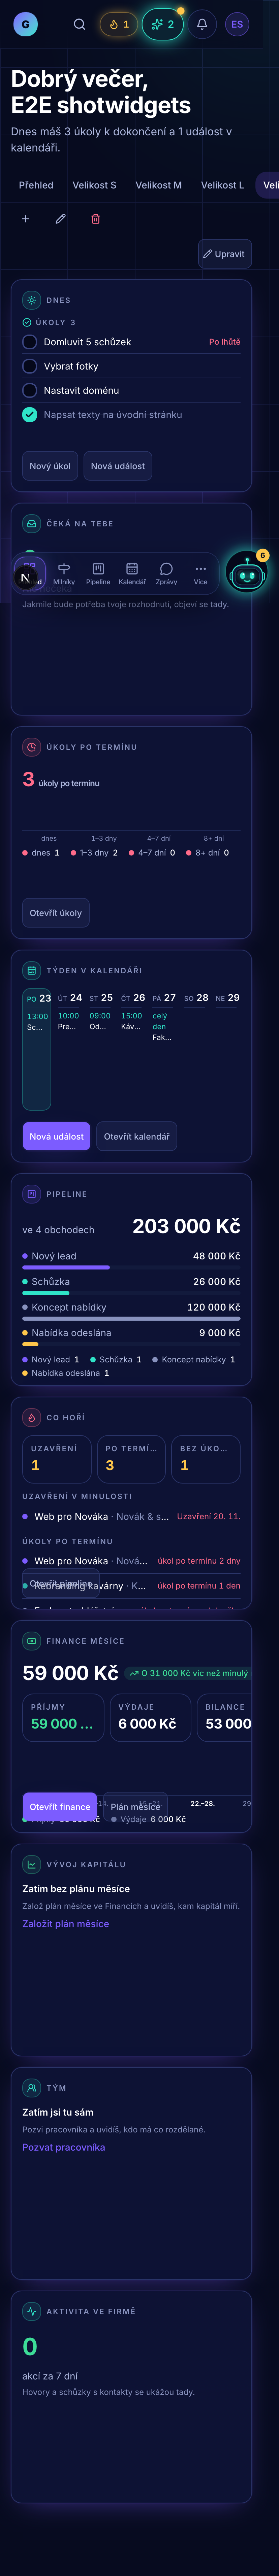 G
1
2
ES
Dobrý večer,
E2E shotwidgets
Dnes máš 3 úkoly k dokončení a 1 událost v
kalendáři.
Přehled Velikost S Velikost M Velikost L Veli
Upravit
DNES
ÚKOLY 3
Domluvit 5 schůzek Po lhůtě
Vybrat fotky
Nastavit doménu
Napsat texty na úvodní stránku
Nový úkol Nová událost
ČEKÁ NA TEBE
6
N
Milníky Pipeline Kalendář Zprávy Více
Jakmile bude potřeba tvoje rozhodnutí, objeví se tady.
ÚKOLY PO TERMÍNU
3 úkoly po termínu
dnes 1–3 dny 4–7 dní 8+ dní
dnes 1 1–3 dny 2 4–7 dní 0 8+ dní 0
Otevřít úkoly
TÝDEN V KALENDÁŘI
PO 23 ÚT 24 ST 25 ČT 26 PÁ 27 SO 28 NE 29
13:00 10:00 09:00 15:00 celý den
Sc… Pre… Od… Káv… Fak…
Nová událost Otevřít kalendář
PIPELINE
ve 4 obchodech 203 000 Kč
Nový lead 48 000 Kč
Schůzka 26 000 Kč
Koncept nabídky 120 000 Kč
Nabídka odeslána 9 000 Kč
Nový lead 1 Schůzka 1 Koncept nabídky 1
Nabídka odeslána 1
CO HOŘÍ
UZAVŘENÍ PO TERMÍ… BEZ ÚKO…
1 3 1
UZAVŘENÍ V MINULOSTI
Web pro Nováka · Novák & s… Uzavření 20. 11.
ÚKOLY PO TERMÍNU
Web pro Nováka · Nová… úkol po termínu 2 dny
Otevřít pipeline
Rebranding kavárny · K… úkol po termínu 1 den
FINANCE MĚSÍCE
59 000 Kč O 31 000 Kč víc než minulý
PŘÍJMY VÝDAJE BILANCE
59 000 … 6 000 Kč 53 000
Otevřít finance Plán měsíce
22.–28. 29
Výdaje 6 000 Kč
VÝVOJ KAPITÁLU
Zatím bez plánu měsíce
Založ plán měsíce ve Financích a uvidíš, kam kapitál míří.
Založit plán měsíce
TÝM
Zatím jsi tu sám
Pozvi pracovníka a uvidíš, kdo má co rozdělané.
Pozvat pracovníka
AKTIVITA VE FIRMĚ
0
akcí za 7 dní
Hovory a schůzky s kontakty se ukážou tady.